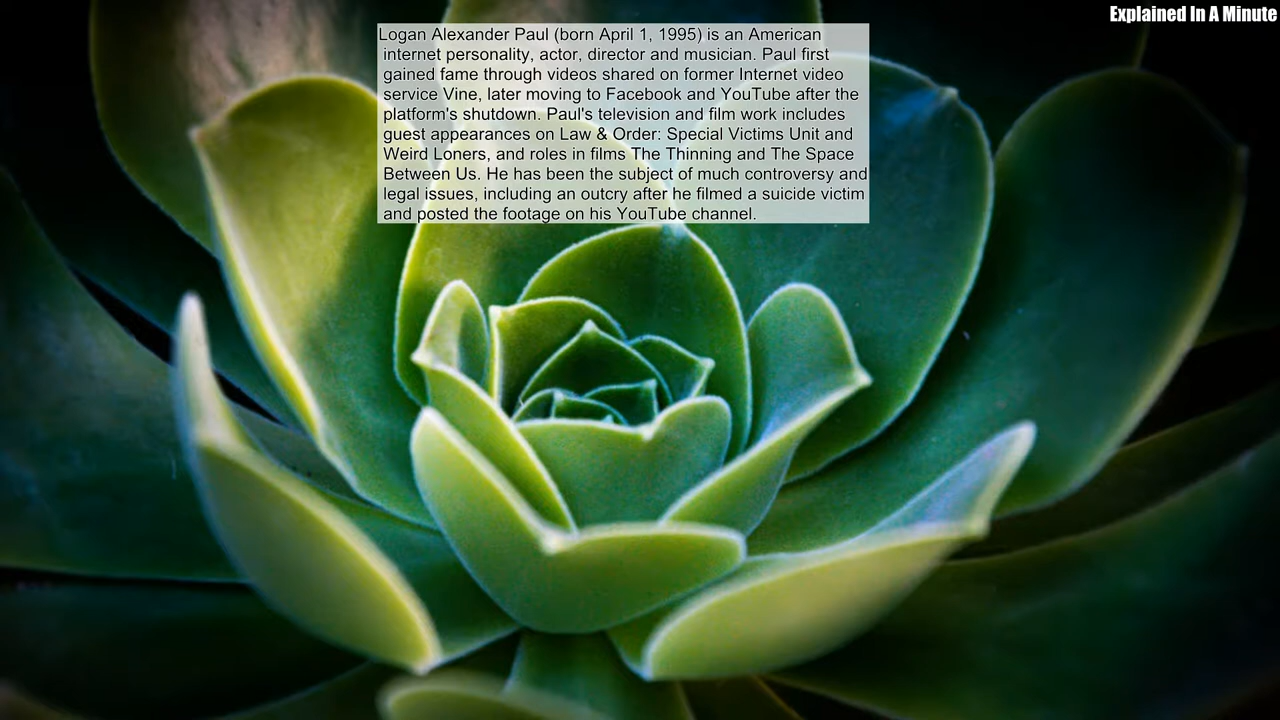 Explained In A Minute
Logan Alexander Paul (born April 1, 1995) is an American
internet personality, actor, director and musician. Paul first
gained fame through videos shared on former Internet video
service Vine, later moving to Facebook and YouTube after the
platform's shutdown. Paul's television and film work includes
guest appearances on Law & Order: Special Victims Unit and
Weird Loners, and roles in films The Thinning and The Space
Between Us. He has been the subject of much controversy and
legal issues, including an outcry after he filmed a suicide victim
and posted the footage on his YouTube channel.